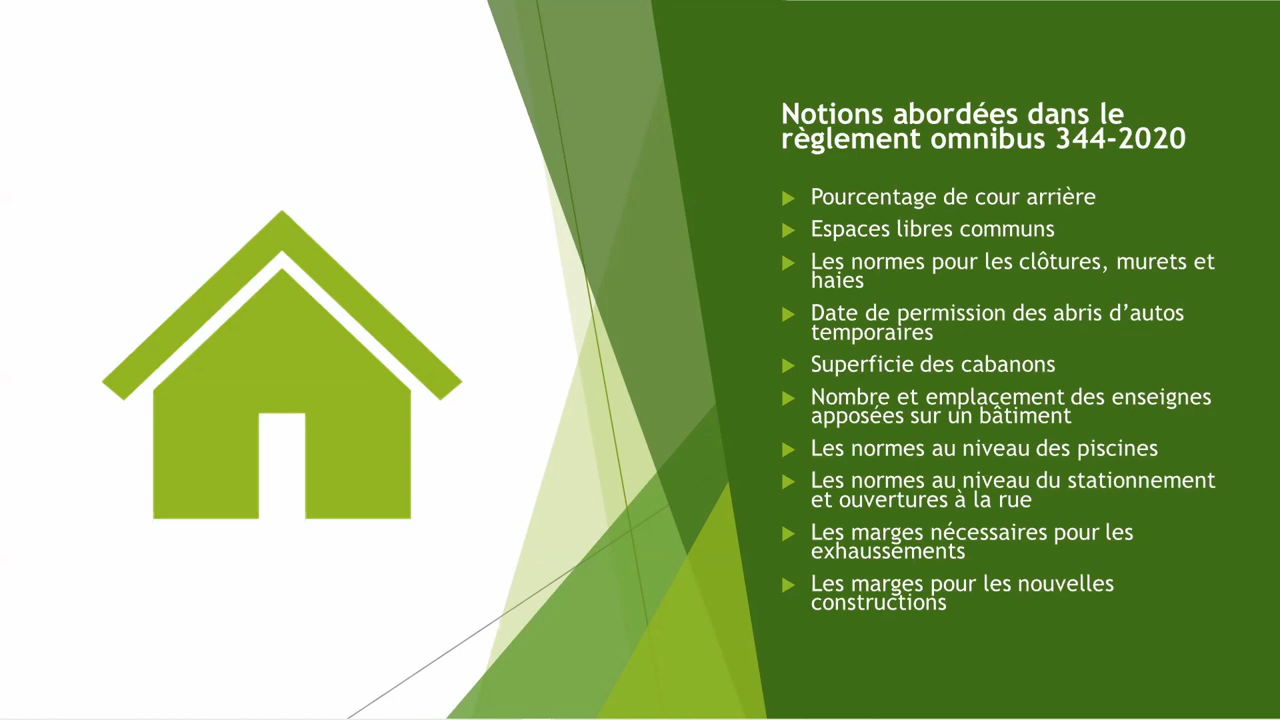 Notions abordées dans le
règlement omnibus 344-2020
Pourcentage de cour arrière
Espaces libres communs
Les normes pour les clôtures, murets et
haies
Date de permission des abris d’autos
temporaires
Superficie des cabanons
Nombre et emplacement des enseignes
apposées sur un bâtiment
Les normes au niveau des piscines
Les normes au niveau du stationnement
et ouvertures à la rue
Les marges nécessaires pour les
exhaussements
Les marges pour les nouvelles
constructions